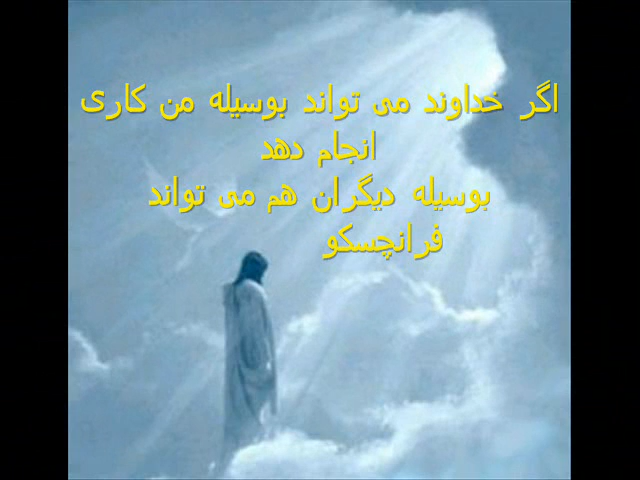 اگر خداوند می تواند بوسیله من کاری
انجام دهد
بوسیله دیگران هم می تواند
فرانچسکو